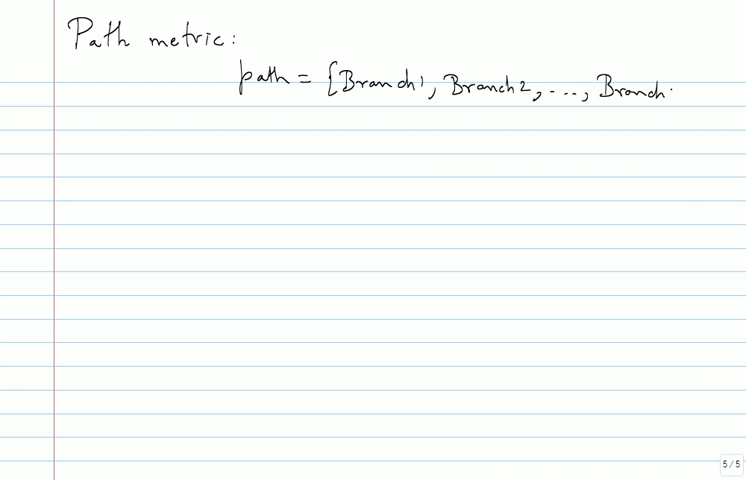 Path metric:
path = {Branch1, Branch2, ..., Branch
5/5